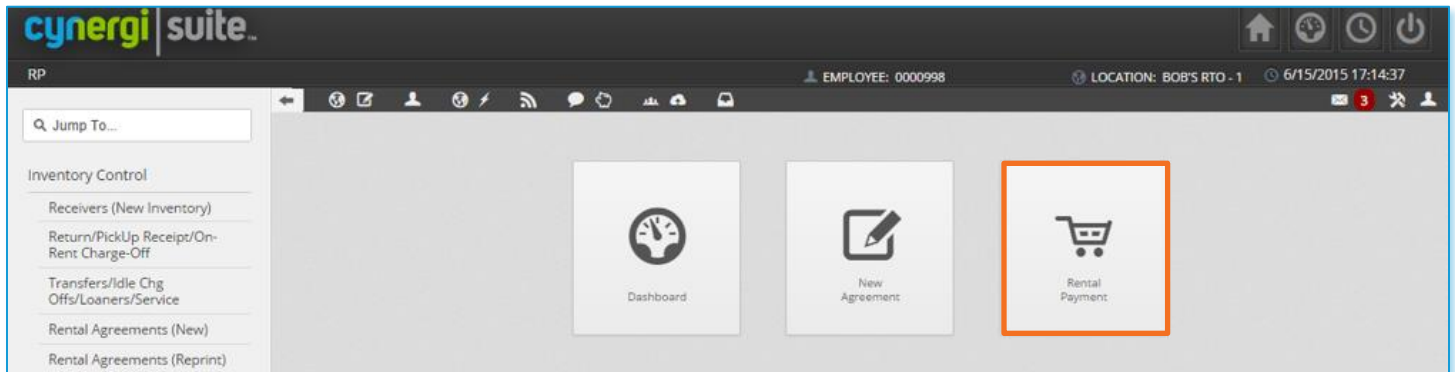 cynergi suite™
RP
EMPLOYEE: 0000998
LOCATION: BOB'S RTO - 1
6/15/2015 17:14:37
3
Jump To...
Inventory Control
Receivers (New Inventory)
Return/PickUp Receipt/On-
Rent Charge-Off
Transfers/Idle Chg
Offs/Loaners/Service
Rental Agreements (New)
Rental Agreements (Reprint)
Dashboard
New
Agreement
Rental
Payment